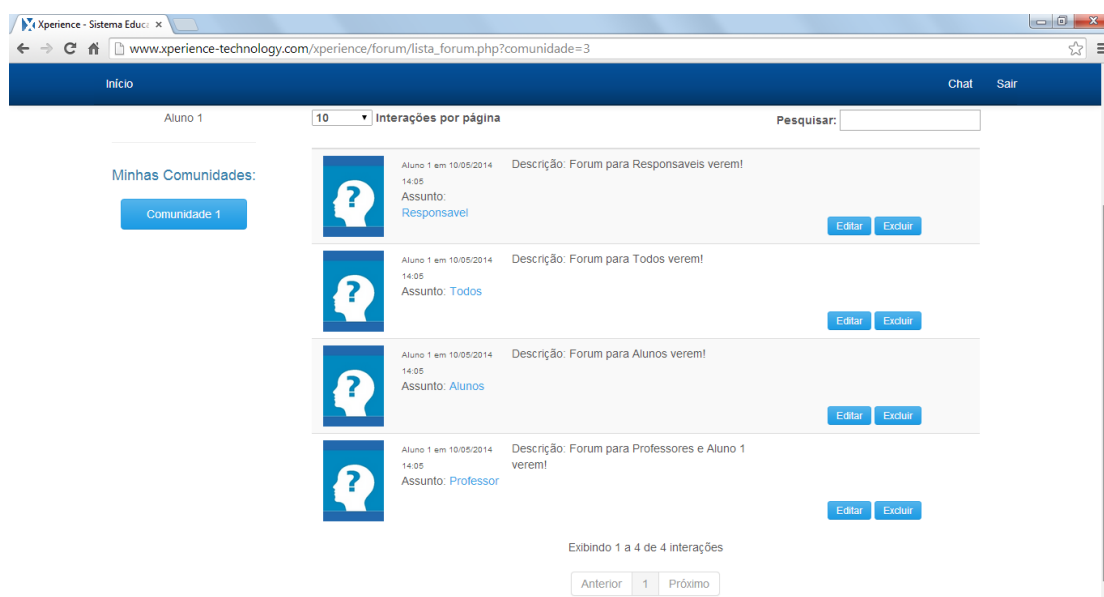 Xperience - Sistema Educa
www.xperience-technology.com/xperience/forum/lista_forum.php?comunidade=3
Início Chat Sair
Aluno 1
Minhas Comunidades:
Comunidade 1
10 Interações por página Pesquisar:
Aluno 1 em 10/05/2014
14:05
Assunto:
Responsavel
Descrição: Forum para Responsaveis verem!
Editar Excluir
Aluno 1 em 10/05/2014
14:05
Assunto: Todos
Descrição: Forum para Todos verem!
Editar Excluir
Aluno 1 em 10/05/2014
14:05
Assunto: Alunos
Descrição: Forum para Alunos verem!
Editar Excluir
Aluno 1 em 10/05/2014
14:05
Assunto: Professor
Descrição: Forum para Professores e Aluno 1
verem!
Editar Excluir
Exibindo 1 a 4 de 4 interações
Anterior 1 Próximo